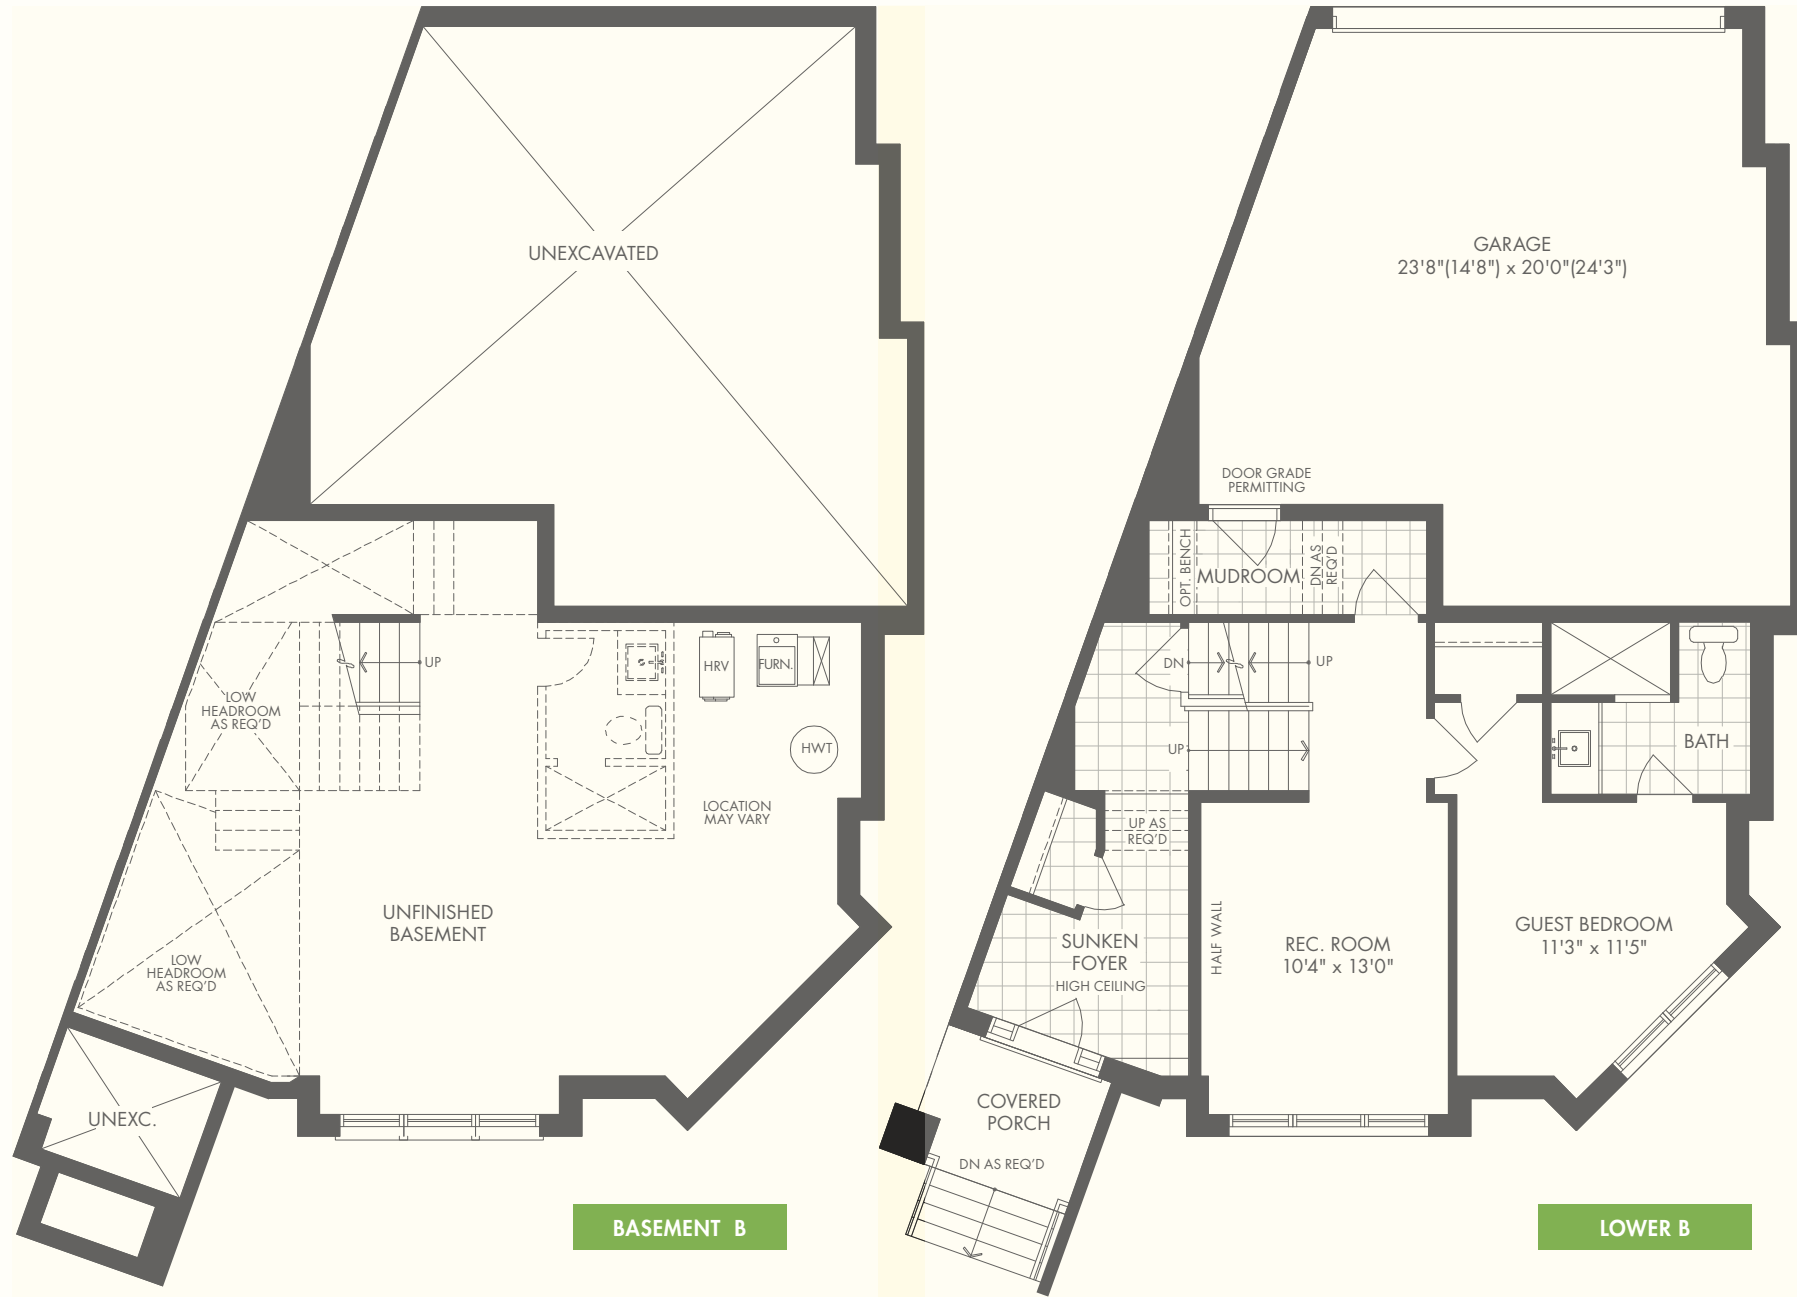 UNEXCAVATED
UP
HRV
FURN.
LOW
HEADROOM
AS REQ'D
HWT
LOCATION
MAY VARY
UNFINISHED
BASEMENT
LOW
HEADROOM
AS REQ'D
UNEXC.
BASEMENT B
GARAGE
23'8"(14'8") x 20'0"(24'3")
DOOR GRADE
PERMITTING
OPT. BENCH
MUDROOM
DN AS
REQ'D
DN
UP
UP
BATH
UP AS
REQ'D
SUNKEN
FOYER
HIGH CEILING
HALF WALL
REC. ROOM
10'4" x 13'0"
GUEST BEDROOM
11'3" x 11'5"
COVERED
PORCH
DN AS REQ'D
LOWER B